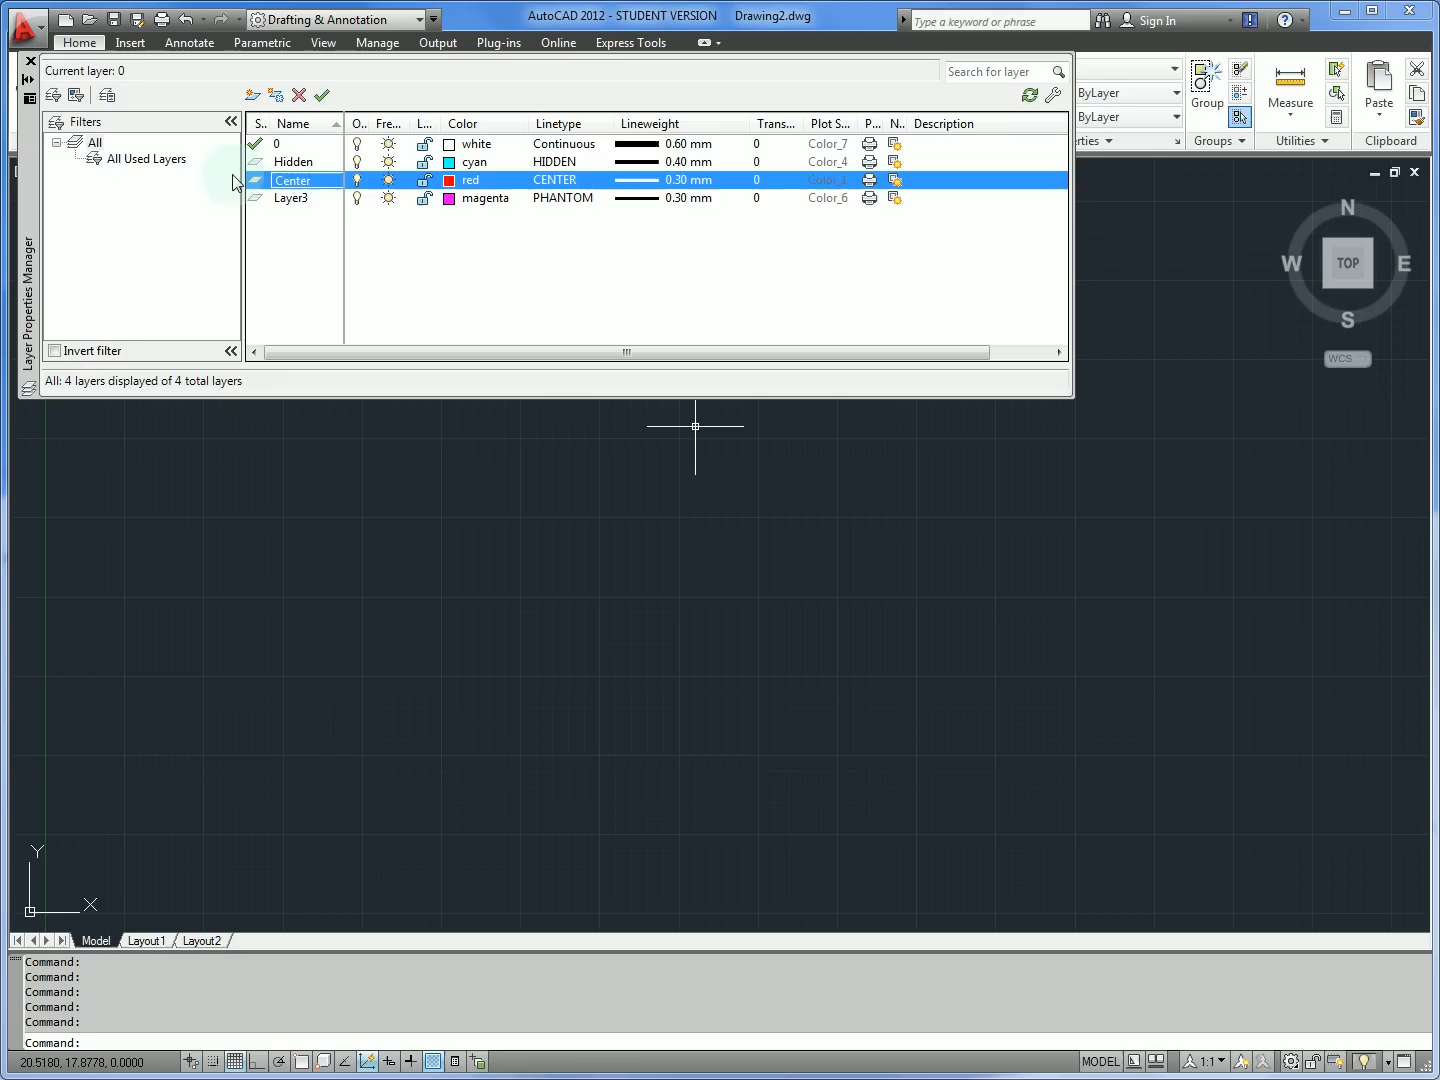 Drafting & Annotation
AutoCAD 2012 - STUDENT VERSION Drawing2.dwg
Type a keyword or phrase
Sign In
Home Insert Annotate Parametric View Manage Output Plug-ins Online Express Tools
Current layer: 0
Search for layer
Filters
All
All Used Layers
Invert filter
S.. Name O.. Fre... L... Color Linetype Lineweight Trans... Plot S... P... N.. Description
0 white Continuous 0.60 mm 0 Color_7
Hidden cyan HIDDEN 0.40 mm 0 Color_4
Center red CENTER 0.30 mm 0 Color_1
Layer3 magenta PHANTOM 0.30 mm 0 Color_6
All: 4 layers displayed of 4 total layers
Layer Properties Manager
ByLayer
ByLayer
Group
Measure
Paste
erties
Groups
Utilities
Clipboard
N
W TOP E
S
WCS
Y
X
Model Layout1 Layout2
Command:
Command:
Command:
Command:
Command:
Command:
20.5180, 17.8778, 0.0000
MODEL
1:1